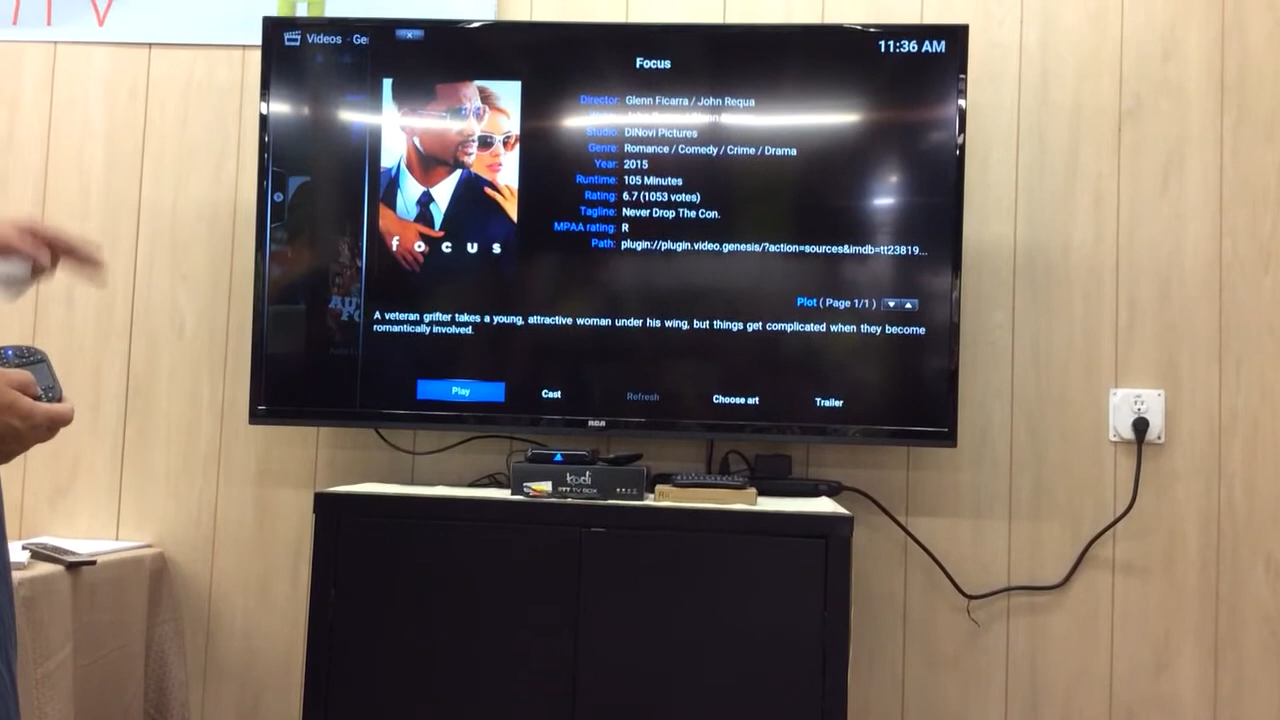 Videos - Ge
11:36 AM
Focus
Director: Glenn Ficarra / John Requa
Studio: DiNovi Pictures
Genre: Romance / Comedy / Crime / Drama
Year: 2015
Runtime: 105 Minutes
Rating: 6.7 (1053 votes)
Tagline: Never Drop The Con.
MPAA rating: R
Path: plugin://plugin.video.genesis/?action=sources&imdb=tt23819...
focus
Plot ( Page 1/1 )
A veteran grifter takes a young, attractive woman under his wing, but things get complicated when they become
romantically involved.
Play Cast Refresh Choose art Trailer
RCA
kodi
TV BOX
Rii